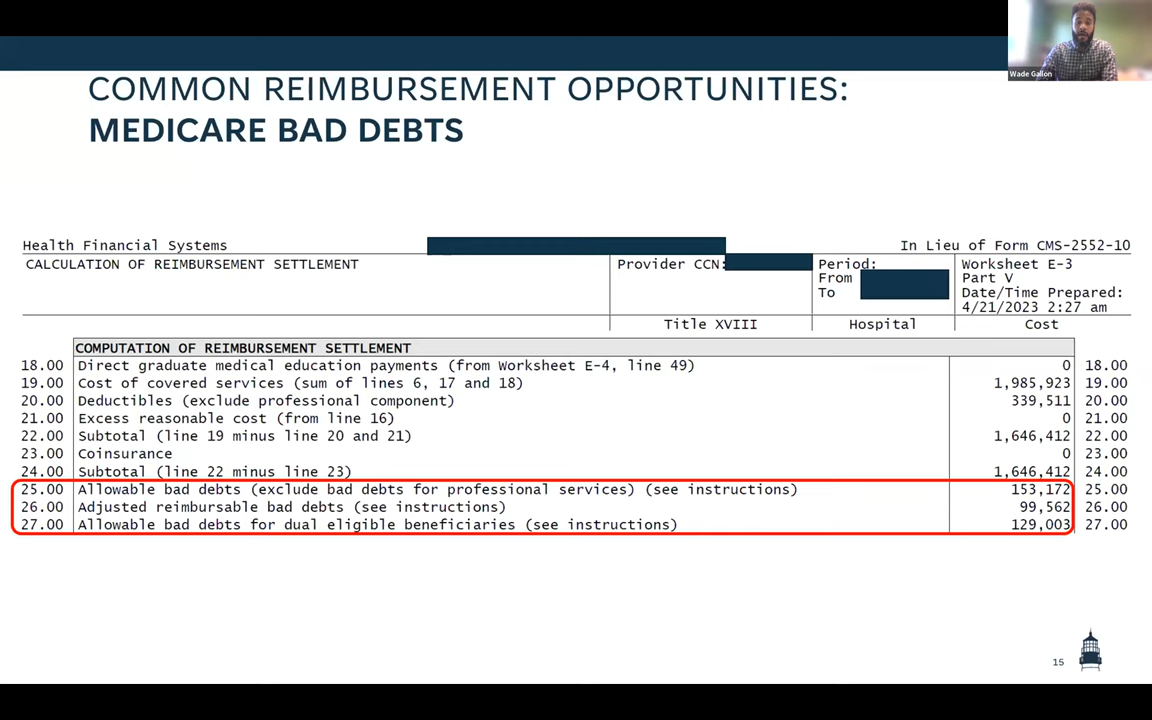 Wade Gallon
COMMON REIMBURSEMENT OPPORTUNITIES:
MEDICARE BAD DEBTS
Health Financial Systems In Lieu of Form CMS-2552-10
CALCULATION OF REIMBURSEMENT SETTLEMENT Provider CCN: Period: Worksheet E-3
From Part V
To Date/Time Prepared:
4/21/2023 2:27 am
Title XVIII Hospital Cost
COMPUTATION OF REIMBURSEMENT SETTLEMENT
18.00 Direct graduate medical education payments (from Worksheet E-4, line 49) 0 18.00
19.00 Cost of covered services (sum of lines 6, 17 and 18) 1,985,923 19.00
20.00 Deductibles (exclude professional component) 339,511 20.00
21.00 Excess reasonable cost (from line 16) 0 21.00
22.00 Subtotal (line 19 minus line 20 and 21) 1,646,412 22.00
23.00 Coinsurance 0 23.00
24.00 Subtotal (line 22 minus line 23) 1,646,412 24.00
25.00 Allowable bad debts (exclude bad debts for professional services) (see instructions) 153,172 25.00
26.00 Adjusted reimbursable bad debts (see instructions) 99,562 26.00
27.00 Allowable bad debts for dual eligible beneficiaries (see instructions) 129,003 27.00
15